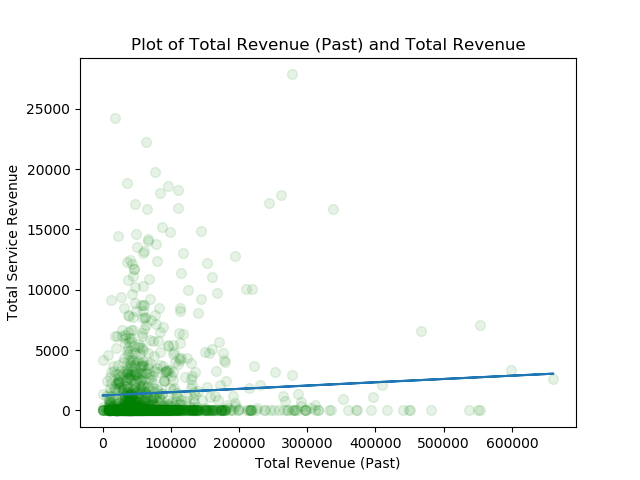 Plot of Total Revenue (Past) and Total Revenue
25000
20000
15000
10000
5000
0
Total Service Revenue
0 100000 200000 300000 400000 500000 600000
Total Revenue (Past)